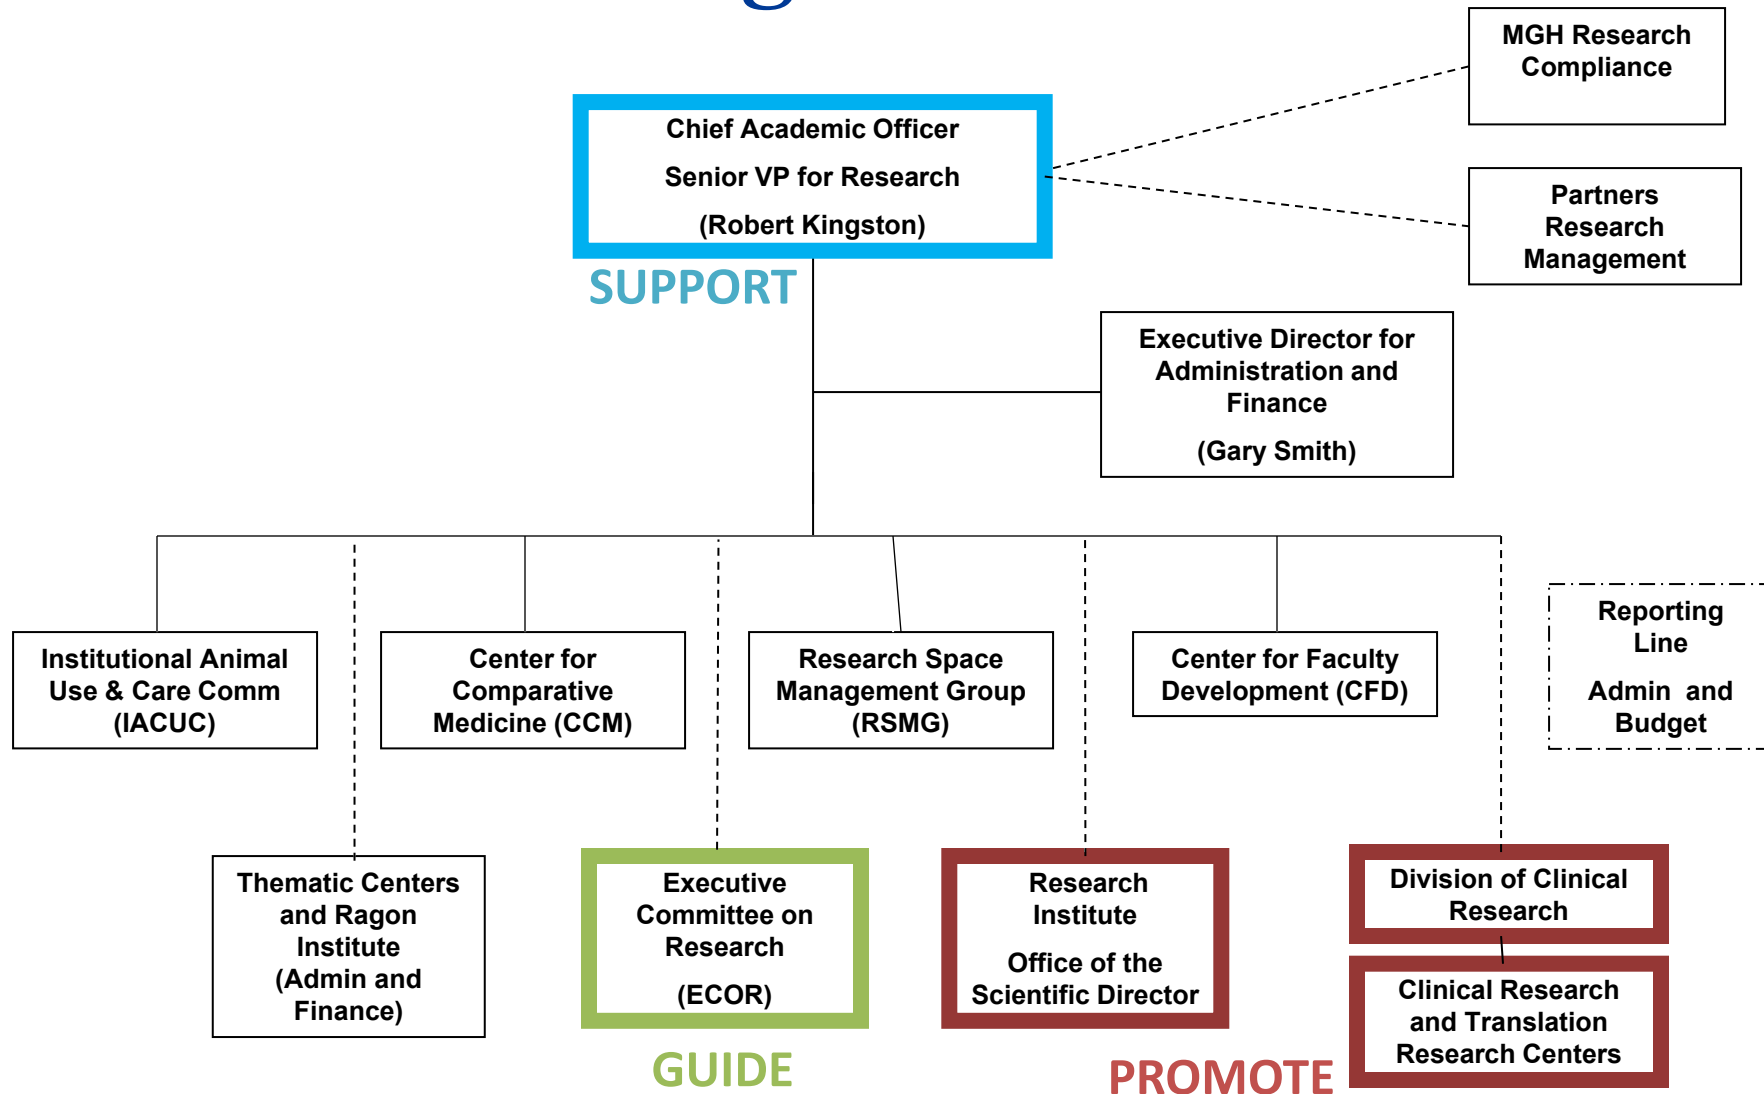 MGH Research
Compliance
Chief Academic Officer
Senior VP for Research
(Robert Kingston)
SUPPORT
Partners
Research
Management
Executive Director for
Administration and
Finance
(Gary Smith)
Institutional Animal
Use & Care Comm
(IACUC)
Center for
Comparative
Medicine (CCM)
Research Space
Management Group
(RSMG)
Center for Faculty
Development (CFD)
Reporting
Line
Admin and
Budget
Thematic Centers
and Ragon
Institute
(Admin and
Finance)
Executive
Committee on
Research
(ECOR)
GUIDE
Research
Institute
Office of the
Scientific Director
PROMOTE
Division of Clinical
Research
Clinical Research
and Translation
Research Centers